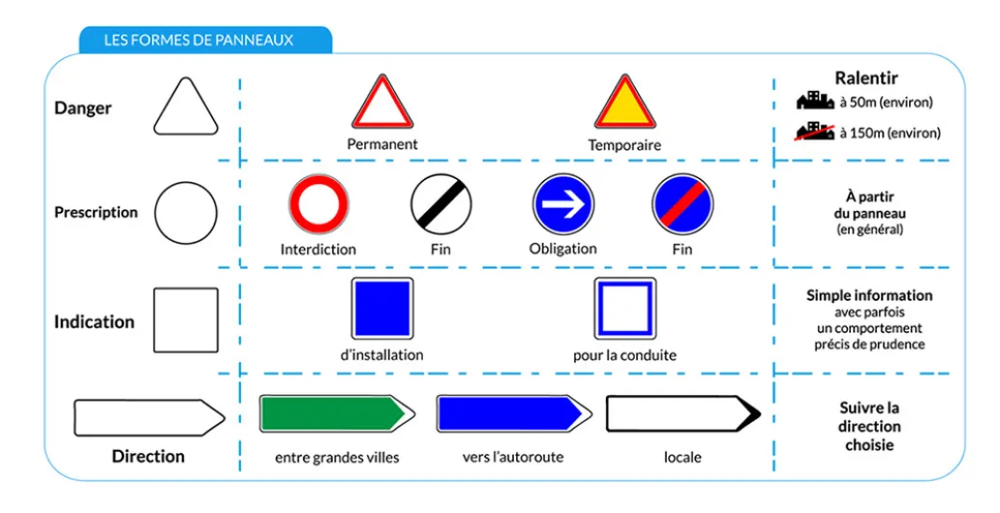 LES FORMES DE PANNEAUX
Danger
Permanent
Temporaire
Ralentir
à 50m (environ)
à 150m (environ)
Prescription
Interdiction
Fin
Obligation
Fin
À partir
du panneau
(en général)
Indication
d'installation
pour la conduite
Simple information
avec parfois
un comportement
précis de prudence
Direction
entre grandes villes
vers l'autoroute
locale
Suivre la
direction
choisie